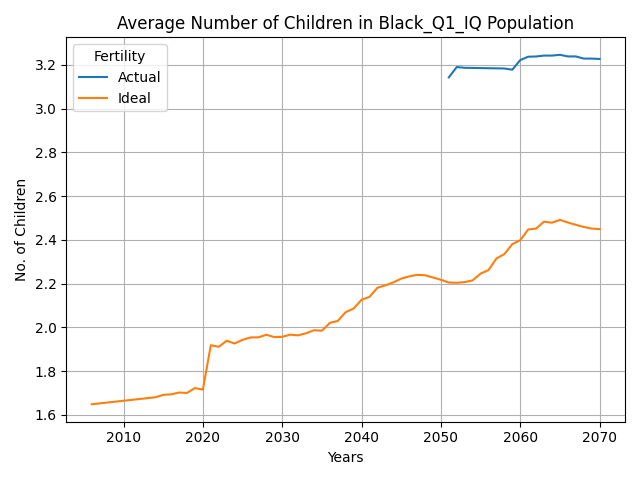 Average Number of Children in Black_Q1_IQ Population
Fertility
Actual
Ideal
No. of Children
3.2
3.0
2.8
2.6
2.4
2.2
2.0
1.8
1.6
2010 2020 2030 2040 2050 2060 2070
Years